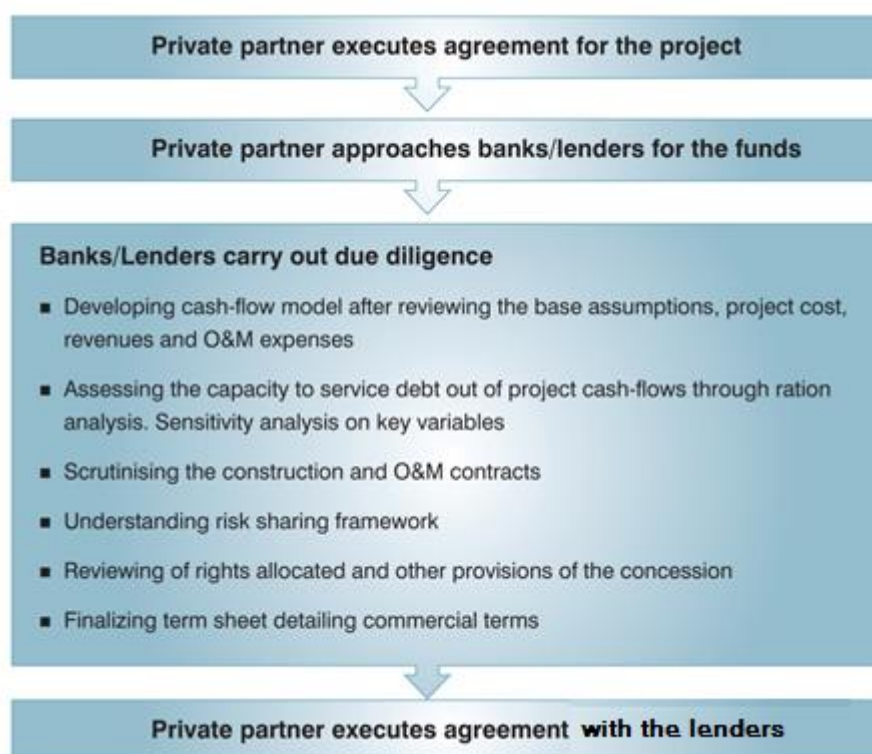 Private partner executes agreement for the project
Private partner approaches banks/lenders for the funds
Banks/Lenders carry out due diligence
▪ Developing cash-flow model after reviewing the base assumptions, project cost,
revenues and O&M expenses
▪ Assessing the capacity to service debt out of project cash-flows through ration
analysis. Sensitivity analysis on key variables
▪ Scrutinising the construction and O&M contracts
▪ Understanding risk sharing framework
▪ Reviewing of rights allocated and other provisions of the concession
▪ Finalizing term sheet detailing commercial terms
Private partner executes agreement with the lenders